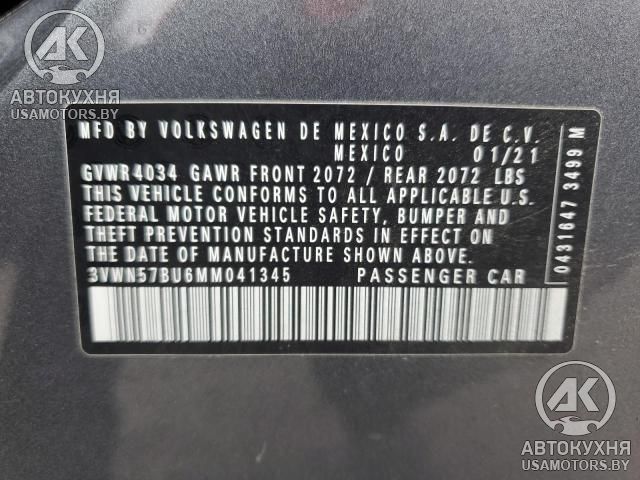 АВТОКУХНЯ
USAMOTORS.BY
MFD BY VOLKSWAGEN DE MEXICO S.A. DE C.V.
MEXICO 01/21
GVWR4034 GAWR FRONT 2072 / REAR 2072 LBS
THIS VEHICLE CONFORMS TO ALL APPLICABLE U.S.
FEDERAL MOTOR VEHICLE SAFETY, BUMPER AND
THEFT PREVENTION STANDARDS IN EFFECT ON
THE DATE OF MANUFACTURE SHOWN ABOVE.
3VWN57BU6MM041345 PASSENGER CAR
0431647 3499 M
АК
АВТОКУХНЯ
USAMOTORS.BY